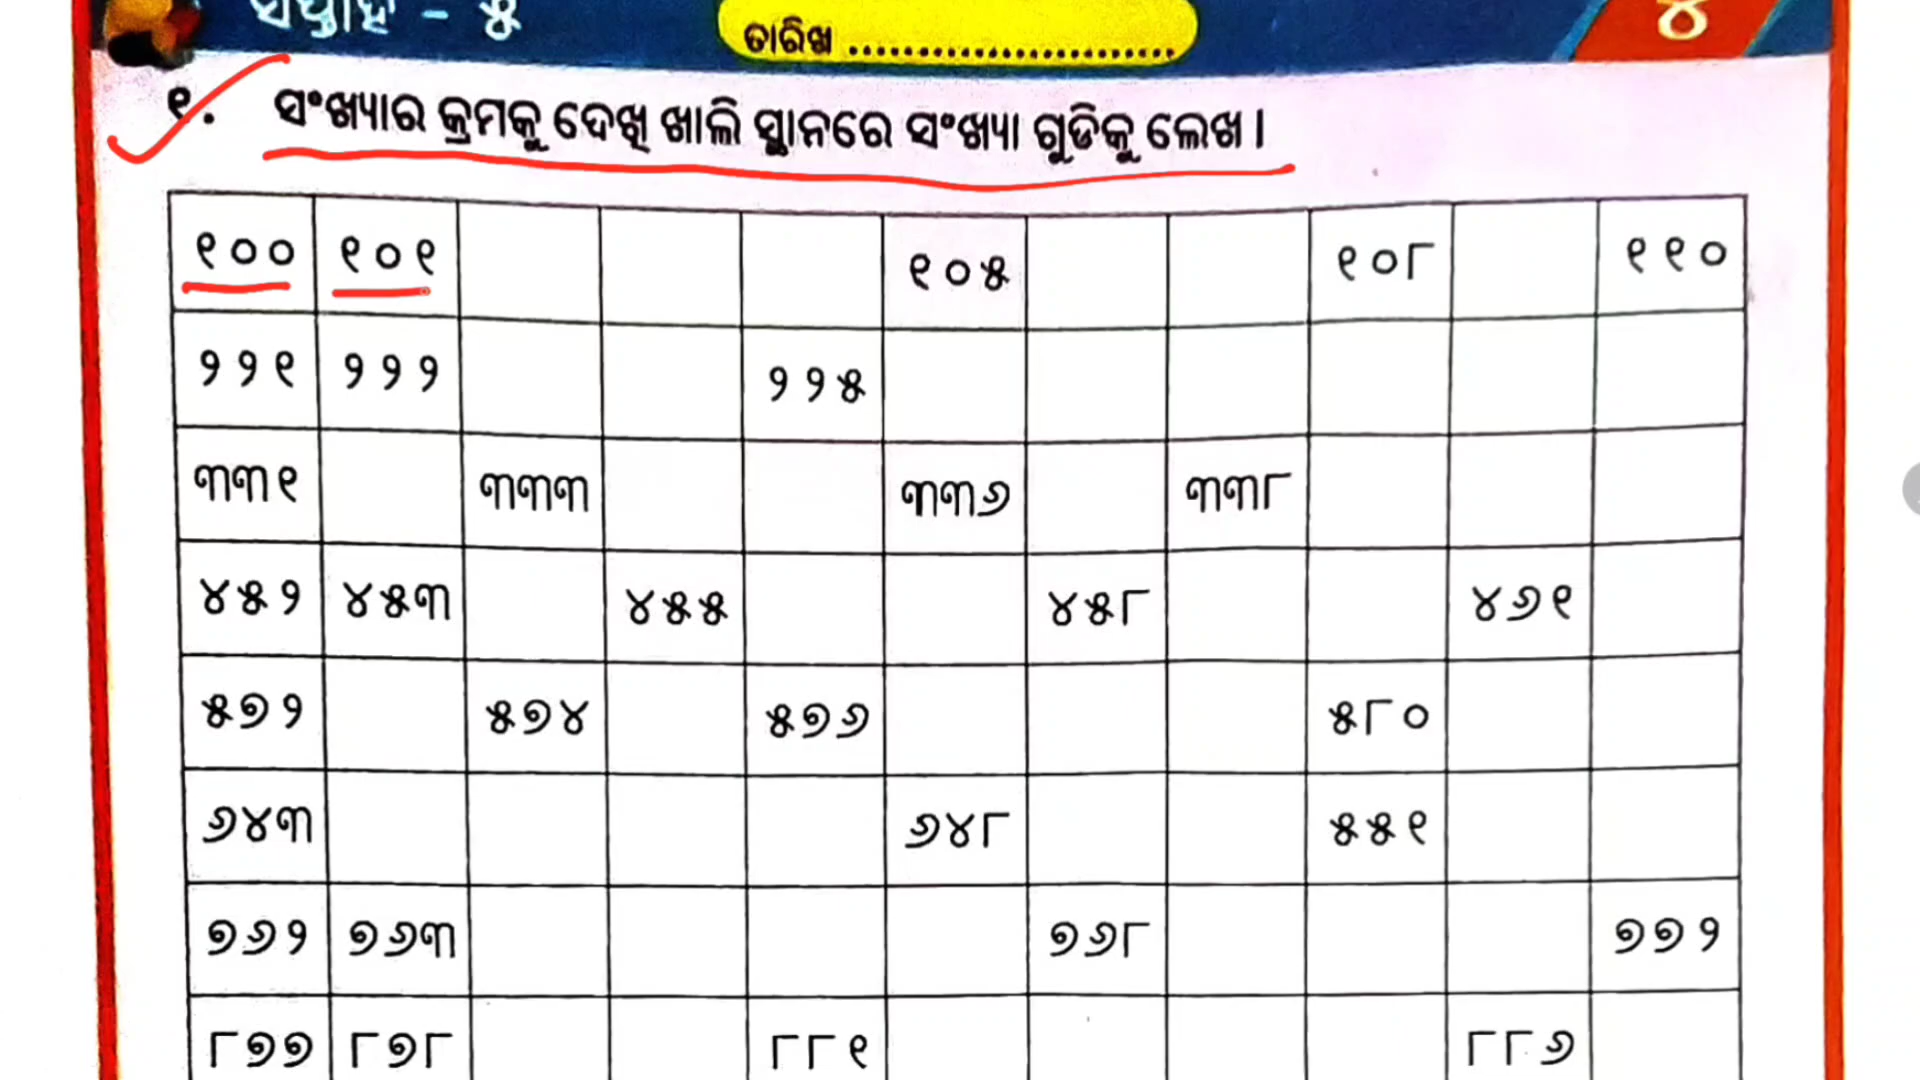 ସପ୍ତାହ - ୫
ତାରିଖ ..............................
୪
୧. ସଂଖ୍ୟାର କ୍ରମକୁ ଦେଖି ଖାଲି ସ୍ଥାନରେ ସଂଖ୍ୟା ଗୁଡିକୁ ଲେଖ ।
୧୦୦ ୧୦୧ ୧୦୫ ୧୦୮ ୧୧୦
୨୨୧ ୨୨୨ ୨୨୫
୩୩୧ ୩୩୩ ୩୩୬ ୩୩୮
୪୫୨ ୪୫୩ ୪୫୫ ୪୫୮ ୪୬୧
୫୭୨ ୫୭୪ ୫୭୬ ୫୮୦
୬୪୩ ୬୪୮ ୫୫୧
୭୬୨ ୭୬୩ ୭୬୮ ୭୭୨
୮୭୭ ୮୭୮ ୮୮୧ ୮୮୬